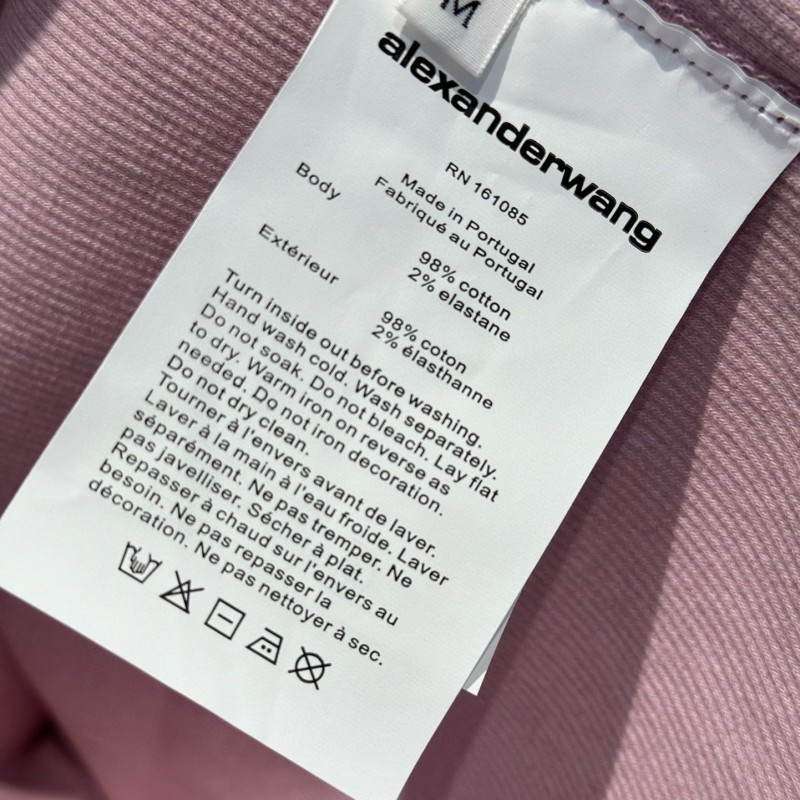 M
alexanderwang
RN 161085
Made in Portugal
Fabriqué au Portugal
Body
98% cotton
2% elastane
Extérieur
98% coton
2% élasthanne
Turn inside out before washing.
Hand wash cold. Wash separately.
Do not soak. Do not bleach. Lay flat
to dry. Warm iron on reverse as
needed. Do not iron decoration.
Do not dry clean.
Tourner à l'envers avant de laver.
Laver à la main à l'eau froide. Laver
séparément. Ne pas tremper. Ne
pas javelliser. Sécher à plat.
Repasser à chaud sur l'envers au
besoin. Ne pas repasser la
décoration. Ne pas nettoyer à sec.